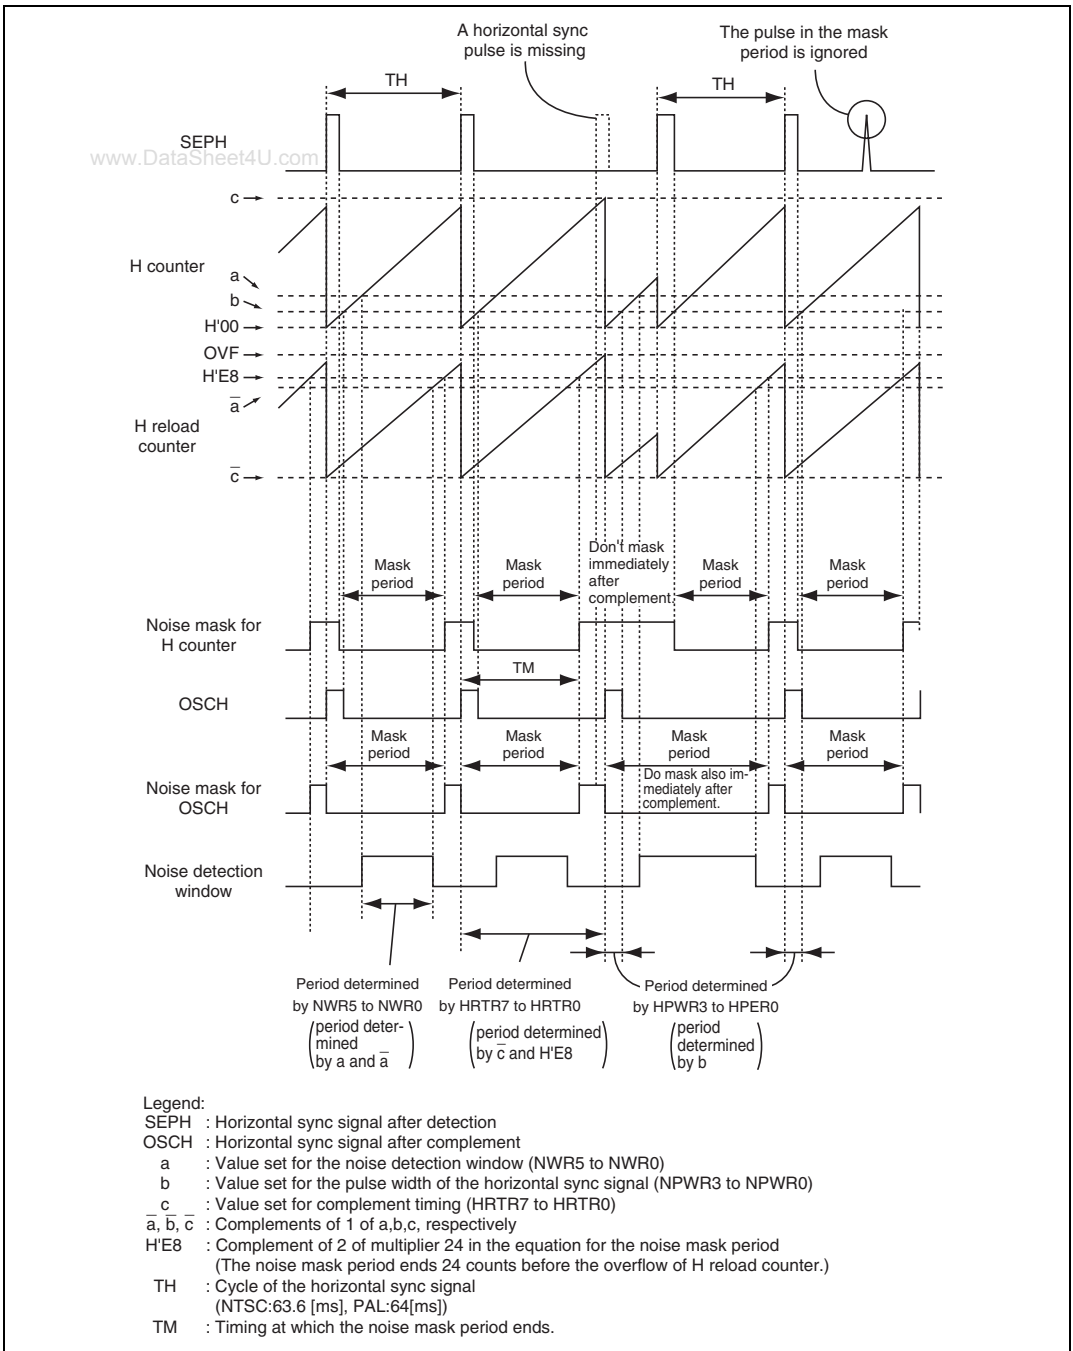 A horizontal sync
pulse is missing
The pulse in the mask
period is ignored
TH
TH
SEPH
www.DataSheet4U.com
c
H counter
a
b
H'00
OVF
H'E8
a̅
H reload
counter
c̅
Mask
period
Mask
period
Don't mask
immediately
after
complement.
Mask
period
Mask
period
Noise mask for
H counter
TM
OSCH
Mask
period
Mask
period
Mask
period
Mask
period
Do mask also im-
mediately after
complement.
Noise mask for
OSCH
Noise detection
window
Period determined
by NWR5 to NWR0
(period deter-
mined
by a and a̅)
Period determined
by HRTR7 to HRTR0
(period determined
by c̅ and H'E8)
Period determined
by HPWR3 to HPER0
(period
determined
by b)
Legend:
SEPH : Horizontal sync signal after detection
OSCH : Horizontal sync signal after complement
a : Value set for the noise detection window (NWR5 to NWR0)
b : Value set for the pulse width of the horizontal sync signal (NPWR3 to NPWR0)
c : Value set for complement timing (HRTR7 to HRTR0)
a̅, b̅, c̅ : Complements of 1 of a,b,c, respectively
H'E8 : Complement of 2 of multiplier 24 in the equation for the noise mask period
(The noise mask period ends 24 counts before the overflow of H reload counter.)
TH : Cycle of the horizontal sync signal
(NTSC:63.6 [ms], PAL:64[ms])
TM : Timing at which the noise mask period ends.